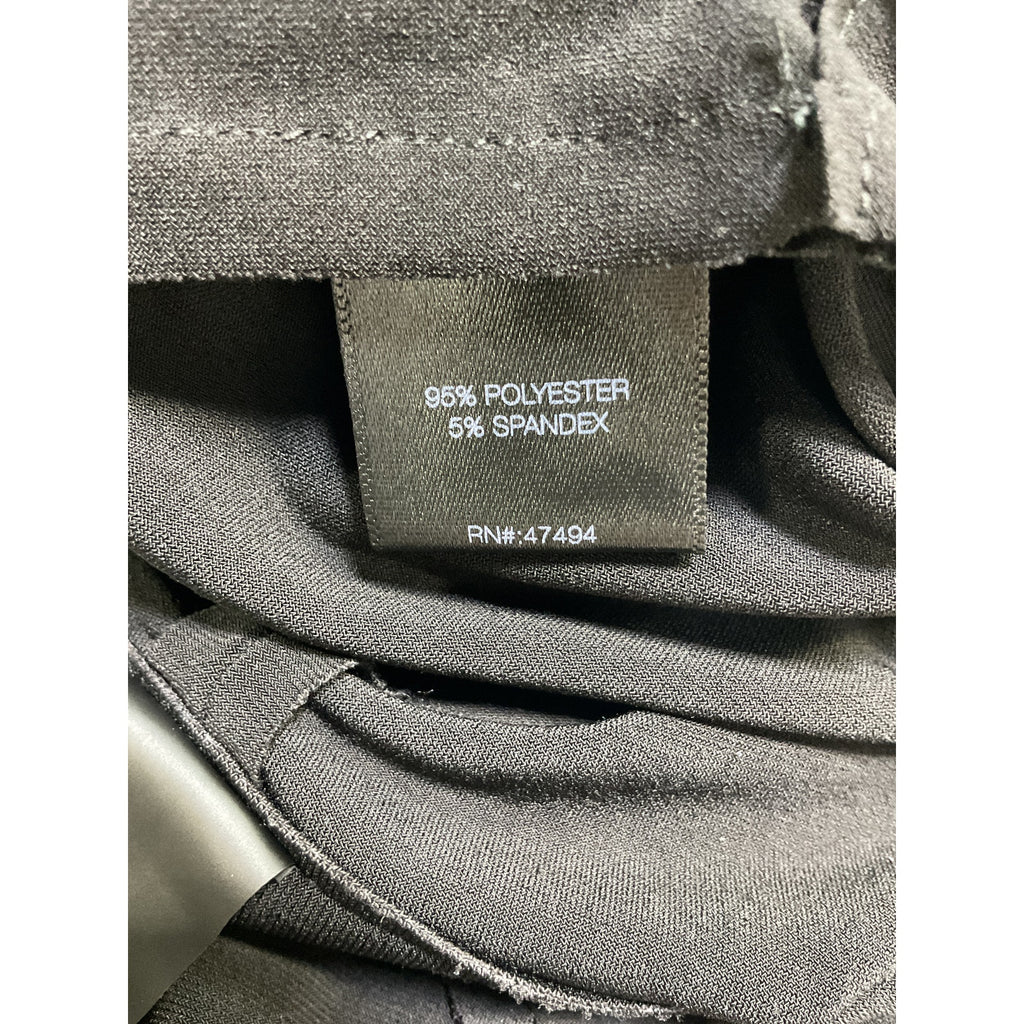 95% POLYESTER
5% SPANDEX
RN#:47494